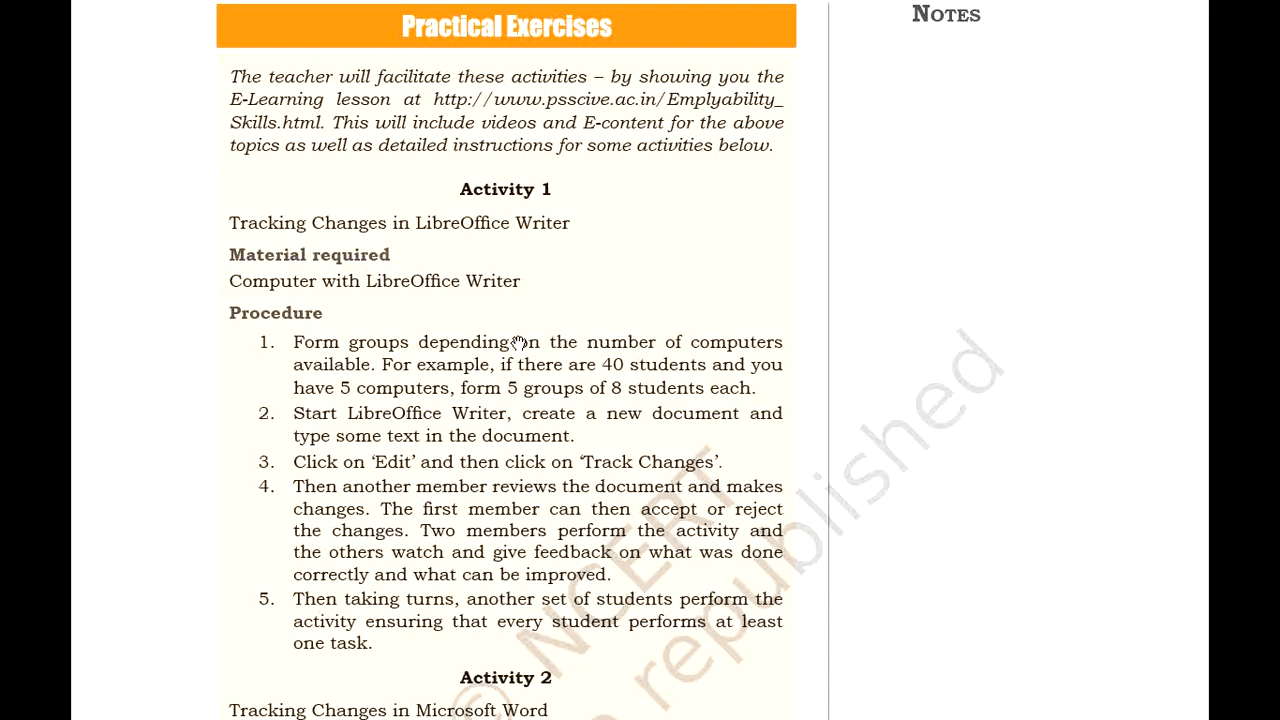 Practical Exercises
NOTES
The teacher will facilitate these activities – by showing you the
E-Learning lesson at http://www.psscive.ac.in/Emplyability_
Skills.html. This will include videos and E-content for the above
topics as well as detailed instructions for some activities below.
Activity 1
Tracking Changes in LibreOffice Writer
Material required
Computer with LibreOffice Writer
Procedure
1. Form groups depending on the number of computers
available. For example, if there are 40 students and you
have 5 computers, form 5 groups of 8 students each.
2. Start LibreOffice Writer, create a new document and
type some text in the document.
3. Click on ‘Edit’ and then click on ‘Track Changes’.
4. Then another member reviews the document and makes
changes. The first member can then accept or reject
the changes. Two members perform the activity and
the others watch and give feedback on what was done
correctly and what can be improved.
5. Then taking turns, another set of students perform the
activity ensuring that every student performs at least
one task.
Activity 2
Tracking Changes in Microsoft Word
© NCERT
republished